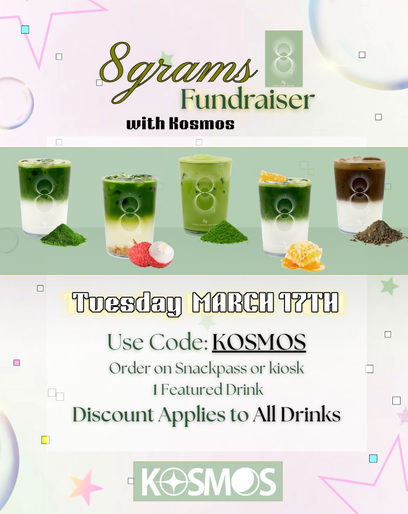 8grams
8
Fundraiser
with Kosmos
Tuesday MARCH 17TH
Use Code: KOSMOS
Order on Snackpass or kiosk
1 Featured Drink
Discount Applies to All Drinks
KOSMOS